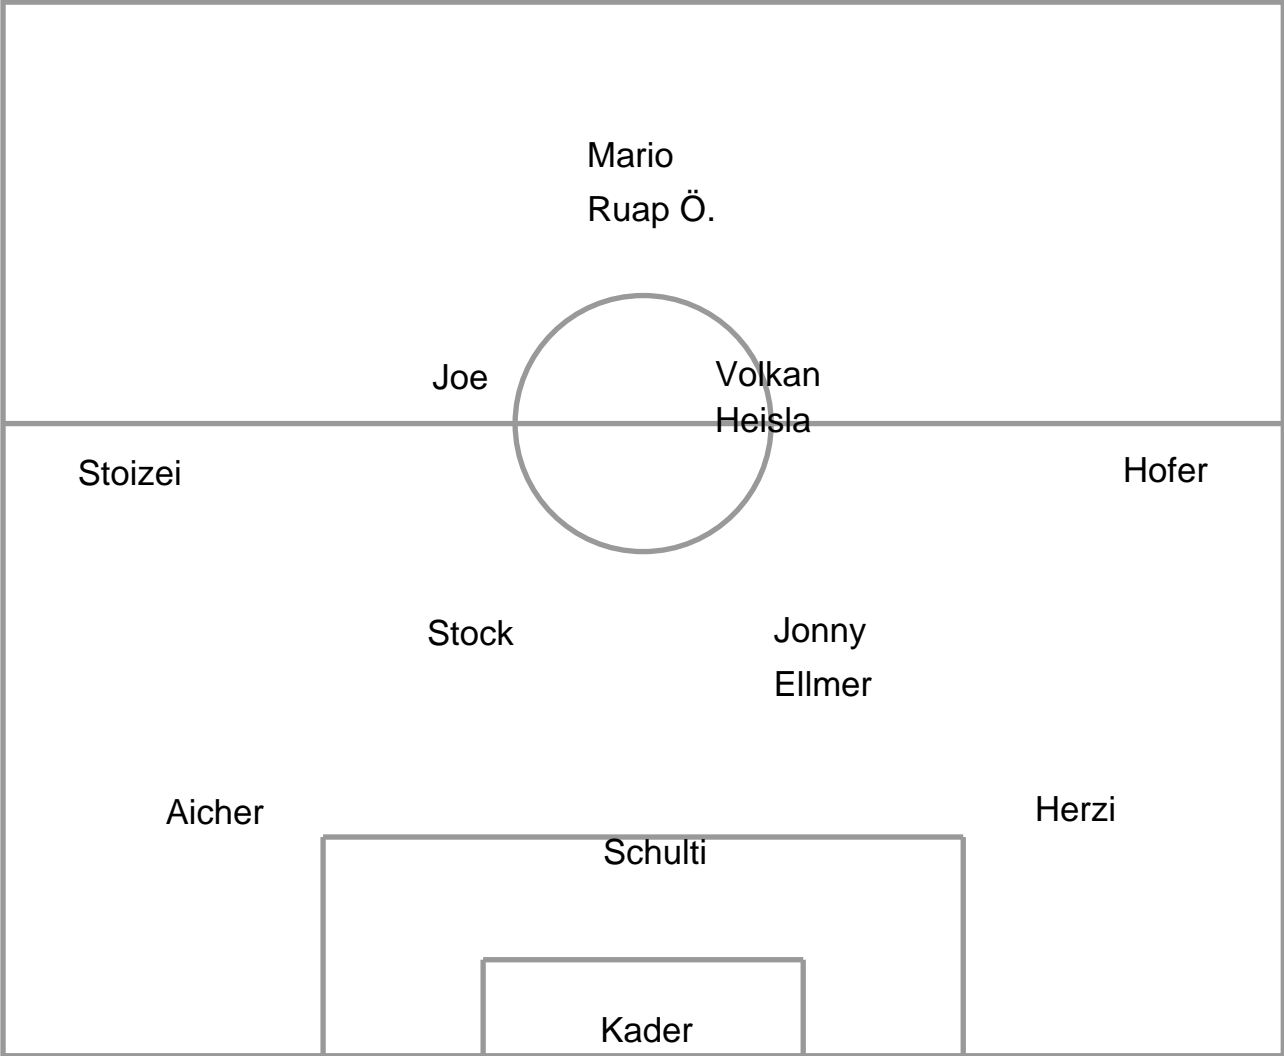 Mario
Ruap Ö.
Joe
Volkan
Heisla
Stoizei
Hofer
Stock
Jonny
Ellmer
Aicher
Herzi
Schulti
Kader